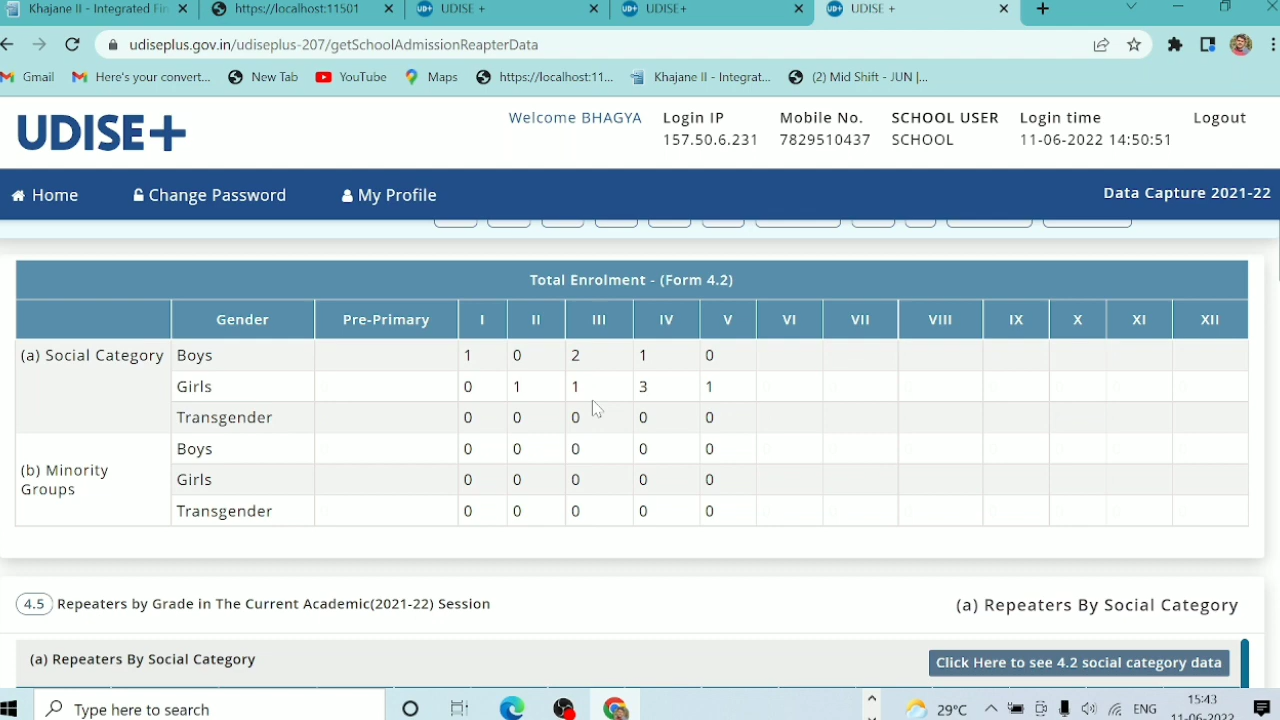 Khajane II - Integrated Fin
https://localhost:11501
UDISE +
UDISE+
UDISE +
udiseplus.gov.in/udiseplus-207/getSchoolAdmissionReapterData
Gmail
Here's your convert...
New Tab
YouTube
Maps
https://localhost:11...
Khajane II - Integrat...
(2) Mid Shift - JUN |...
UDISE+
Welcome BHAGYA
Login IP
157.50.6.231
Mobile No.
7829510437
SCHOOL USER
SCHOOL
Login time
11-06-2022 14:50:51
Logout
Home
Change Password
My Profile
Data Capture 2021-22
Total Enrolment - (Form 4.2)
Gender Pre-Primary I II III IV V VI VII VIII IX X XI XII
(a) Social Category Boys 1 0 2 1 0
Girls 0 1 1 3 1
Transgender 0 0 0 0 0
(b) Minority Groups
Boys 0 0 0 0 0
Girls 0 0 0 0 0
Transgender 0 0 0 0 0
4.5 Repeaters by Grade in The Current Academic(2021-22) Session
(a) Repeaters By Social Category
(a) Repeaters By Social Category
Click Here to see 4.2 social category data
Type here to search
29°C
ENG
15:43
11-06-2022